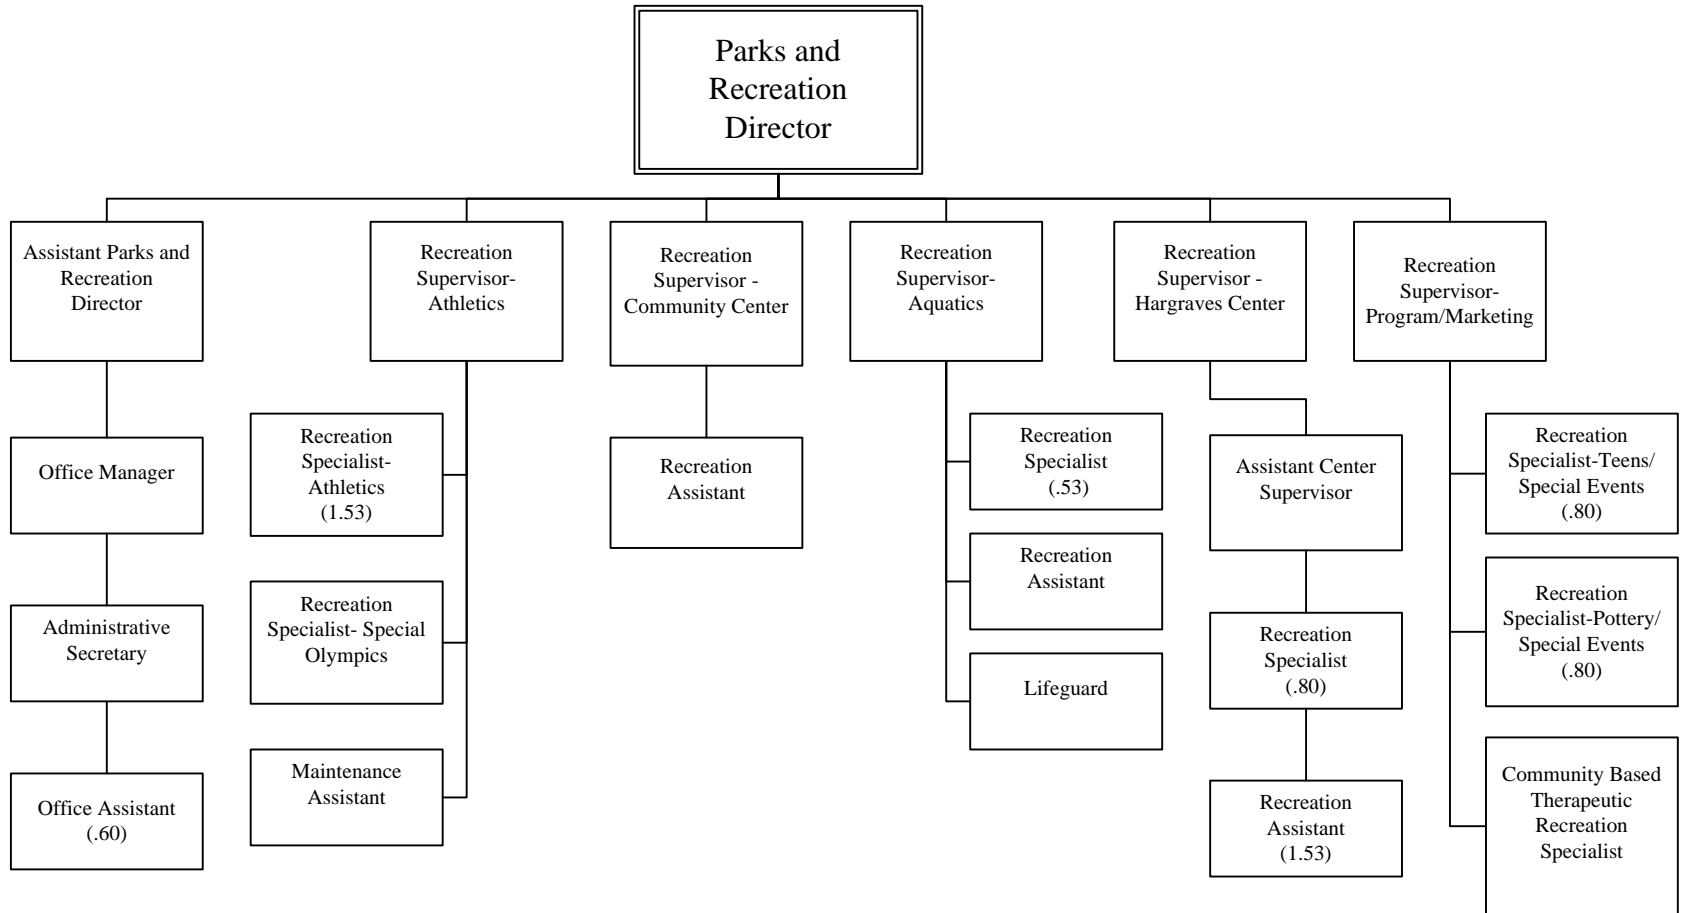 Parks and
Recreation
Director
Assistant Parks and
Recreation
Director
Recreation
Supervisor-
Athletics
Recreation
Supervisor -
Community Center
Recreation
Supervisor-
Aquatics
Recreation
Supervisor -
Hargraves Center
Recreation
Supervisor-
Program/Marketing
Office Manager
Administrative
Secretary
Office Assistant
(.60)
Recreation
Specialist-
Athletics
(1.53)
Recreation
Specialist- Special
Olympics
Maintenance
Assistant
Recreation
Assistant
Recreation
Specialist
(.53)
Recreation
Assistant
Lifeguard
Assistant Center
Supervisor
Recreation
Specialist
(.80)
Recreation
Assistant
(1.53)
Recreation
Specialist-Teens/
Special Events
(.80)
Recreation
Specialist-Pottery/
Special Events
(.80)
Community Based
Therapeutic
Recreation
Specialist